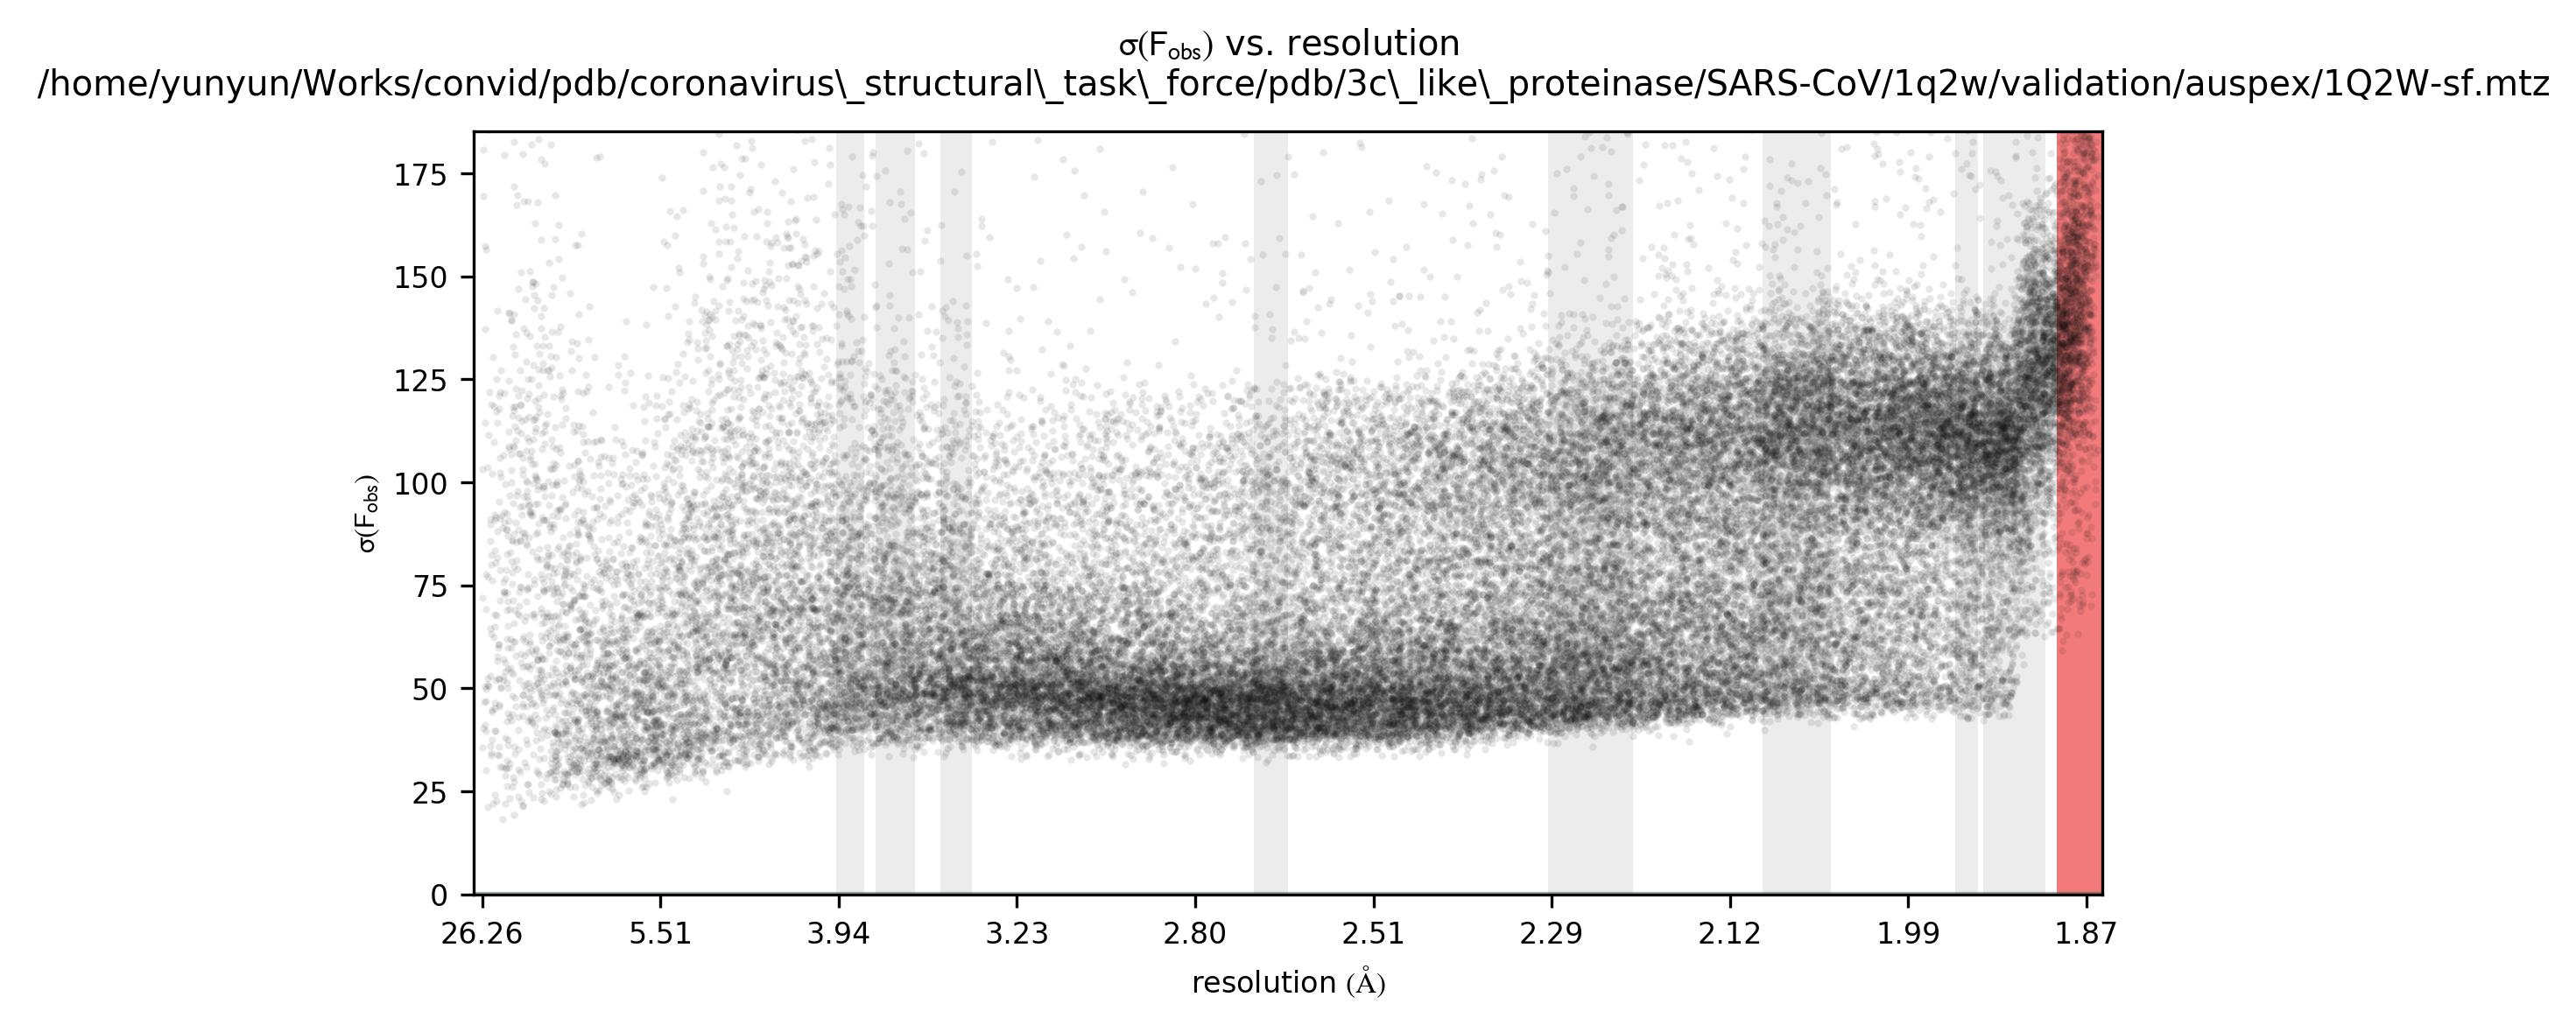 σ(Fobs) vs. resolution
/home/yunyun/Works/convid/pdb/coronavirus\_structural\_task\_force/pdb/3c\_like\_proteinase/SARS-CoV/1q2w/validation/auspex/1Q2W-sf.mtz
175
150
125
100
75
50
25
0
σ(Fobs)
26.26 5.51 3.94 3.23 2.80 2.51 2.29 2.12 1.99 1.87
resolution (Å)